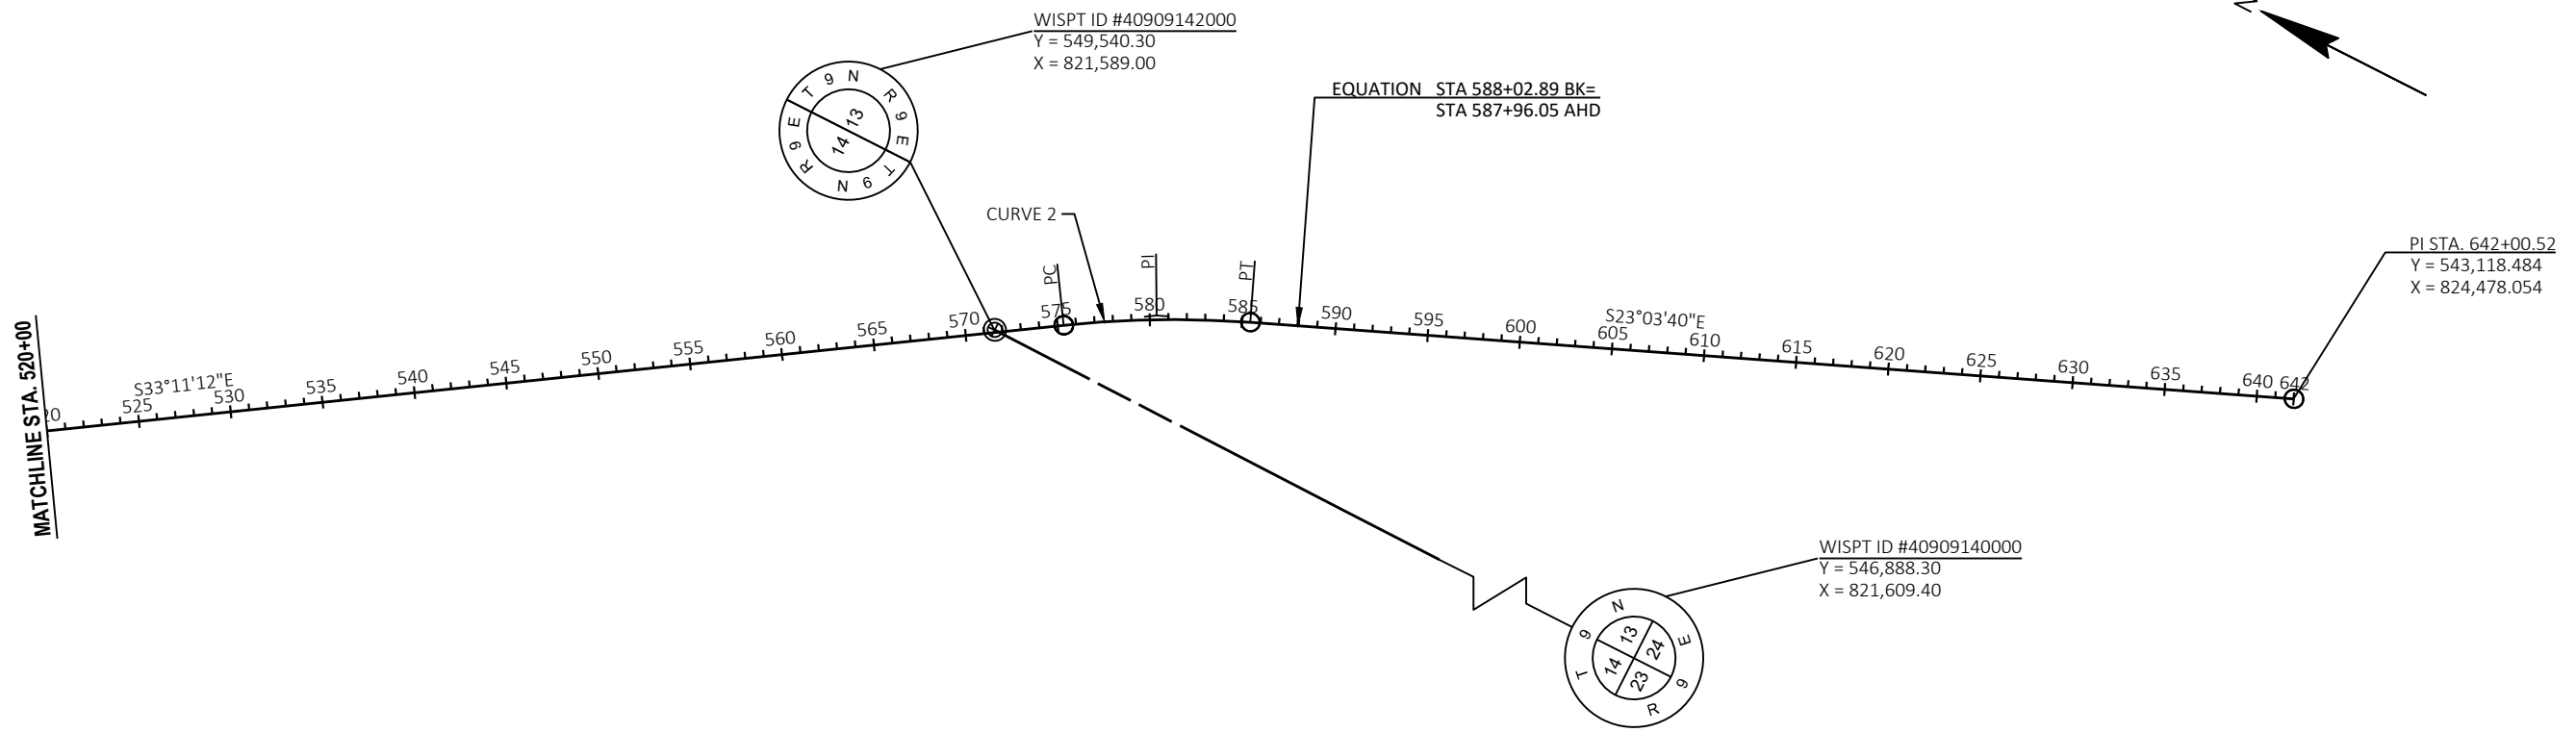 WISPT ID #40909142000
Y = 549,540.30
X = 821,589.00
T 9 N R 9 E
13
14
T 9 N R 9 E
EQUATION STA 588+02.89 BK=
STA 587+96.05 AHD
CURVE 2
PC
PI
PT
PI STA. 642+00.52
Y = 543,118.484
X = 824,478.054
MATCHLINE STA. 520+00
S33°11'12"E
525 530 535 540 545 550 555 560 565 570 575 580 585 590 595 600 605 610 615 620 625 630 635 640 642
S23°03'40"E
WISPT ID #40909140000
Y = 546,888.30
X = 821,609.40
T 9 N
R 9 E
14 13
23 24